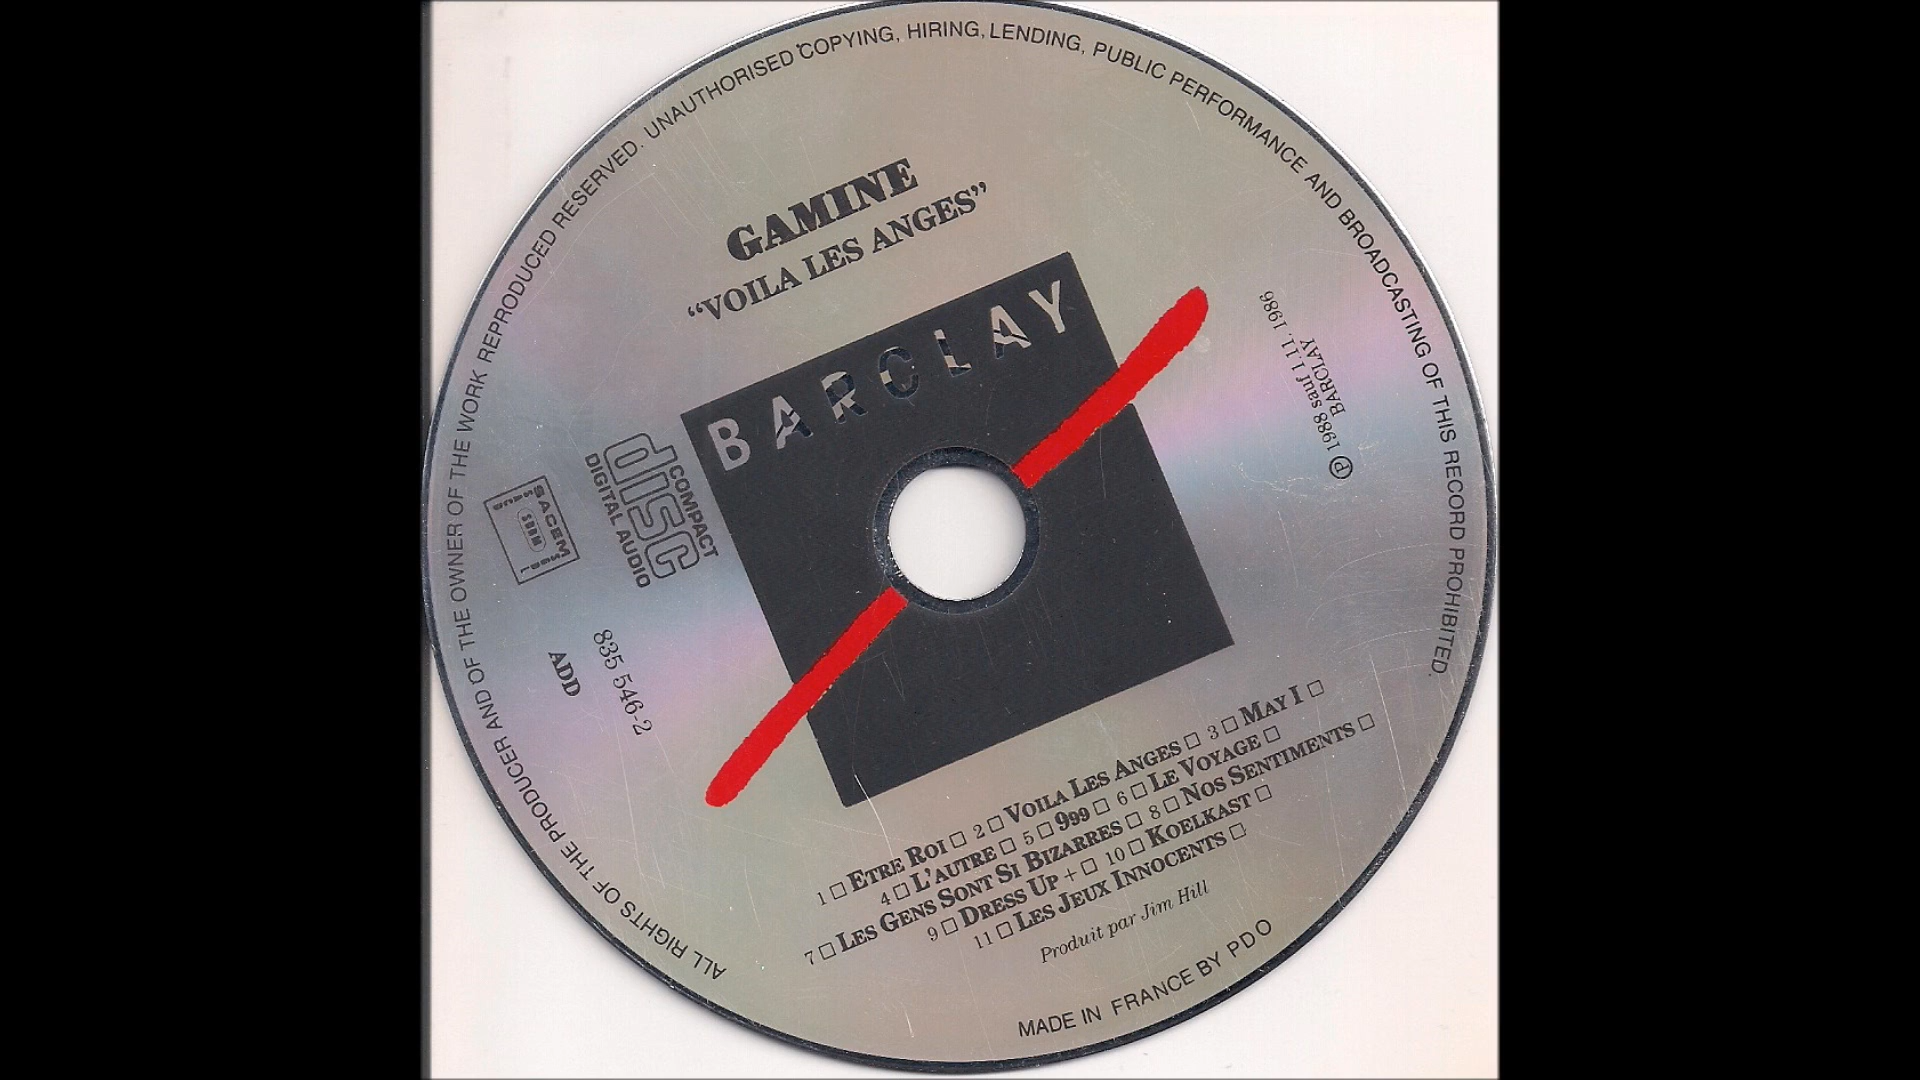 ALL RIGHTS OF THE PRODUCER AND OF THE OWNER OF THE WORK REPRODUCED RESERVED. UNAUTHORISED COPYING, HIRING, LENDING, PUBLIC PERFORMANCE AND BROADCASTING OF THIS RECORD PROHIBITED.
GAMINE
“VOILA LES ANGES”
BARCLAY
COMPACT
disc
DIGITAL AUDIO
SACEM
SDRM
SACD
SGDL
835 546-2
ADD
℗ 1988 sauf 1.11. 1986
BARCLAY
1 □ ETRE ROI □ 2 □ VOILA LES ANGES □ 3 □ MAY I □
4 □ L'AUTRE □ 5 □ 999 □ 6 □ LE VOYAGE □
7 □ LES GENS SONT SI BIZARRES □ 8 □ NOS SENTIMENTS □
9 □ DRESS UP + □ 10 □ KOELKAST □
11 □ LES JEUX INNOCENTS □
Produit par Jim Hill
MADE IN FRANCE BY PDO